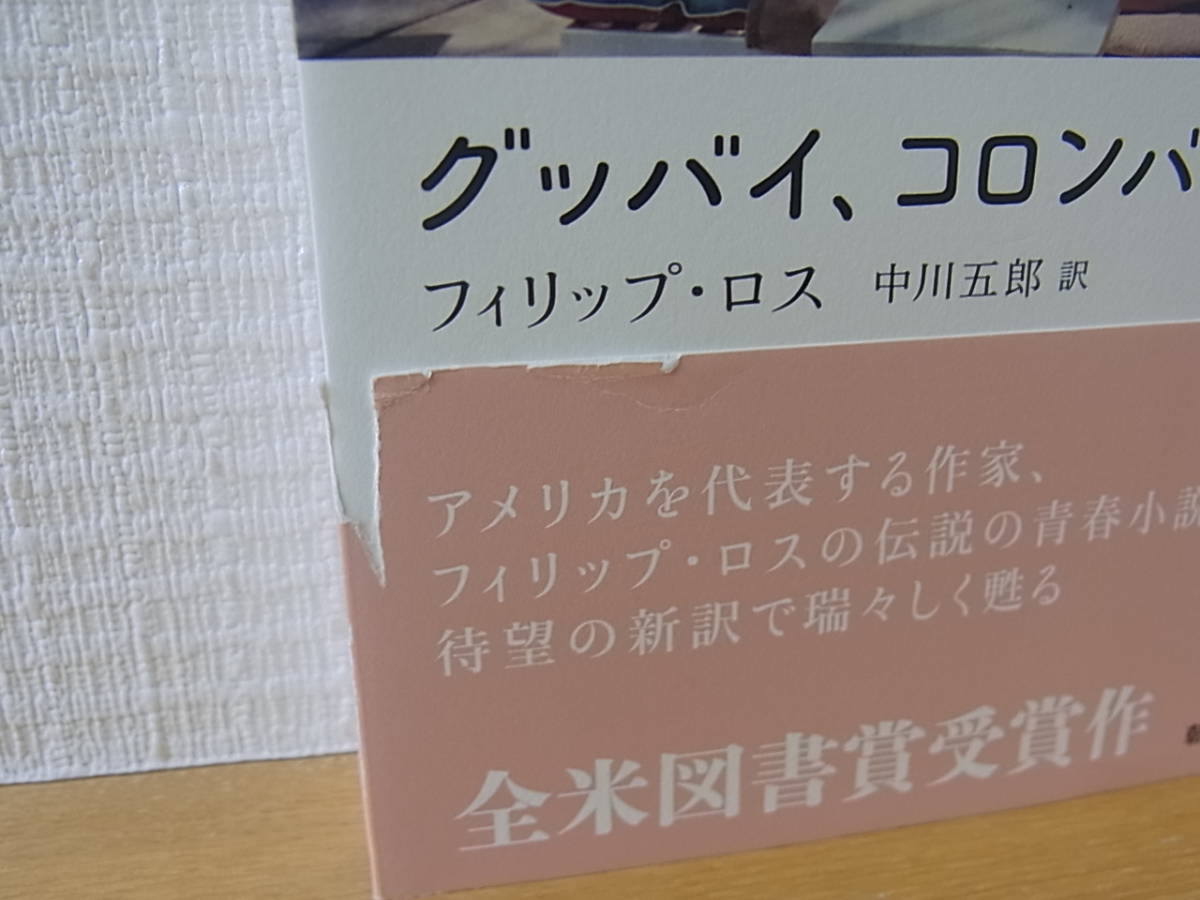 グッバイ、コロンバ
フィリップ・ロス 中川五郎 訳
アメリカを代表する作家、
フィリップ・ロスの伝説の青春小説
待望の新訳で瑞々しく甦る
全米図書賞受賞作